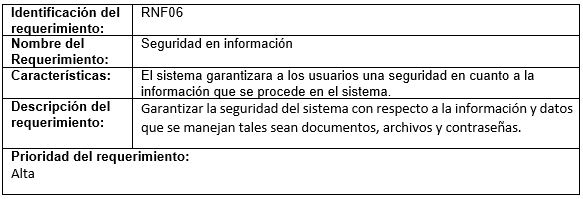 Identificación del RNF06
requerimiento:
Nombre del Seguridad en información
Requerimiento:
Características: El sistema garantizara a los usuarios una seguridad en cuanto a la
información que se procede en el sistema.
Descripción del Garantizar la seguridad del sistema con respecto a la información y datos
requerimiento: que se manejan tales sean documentos, archivos y contraseñas.
Prioridad del requerimiento:
Alta